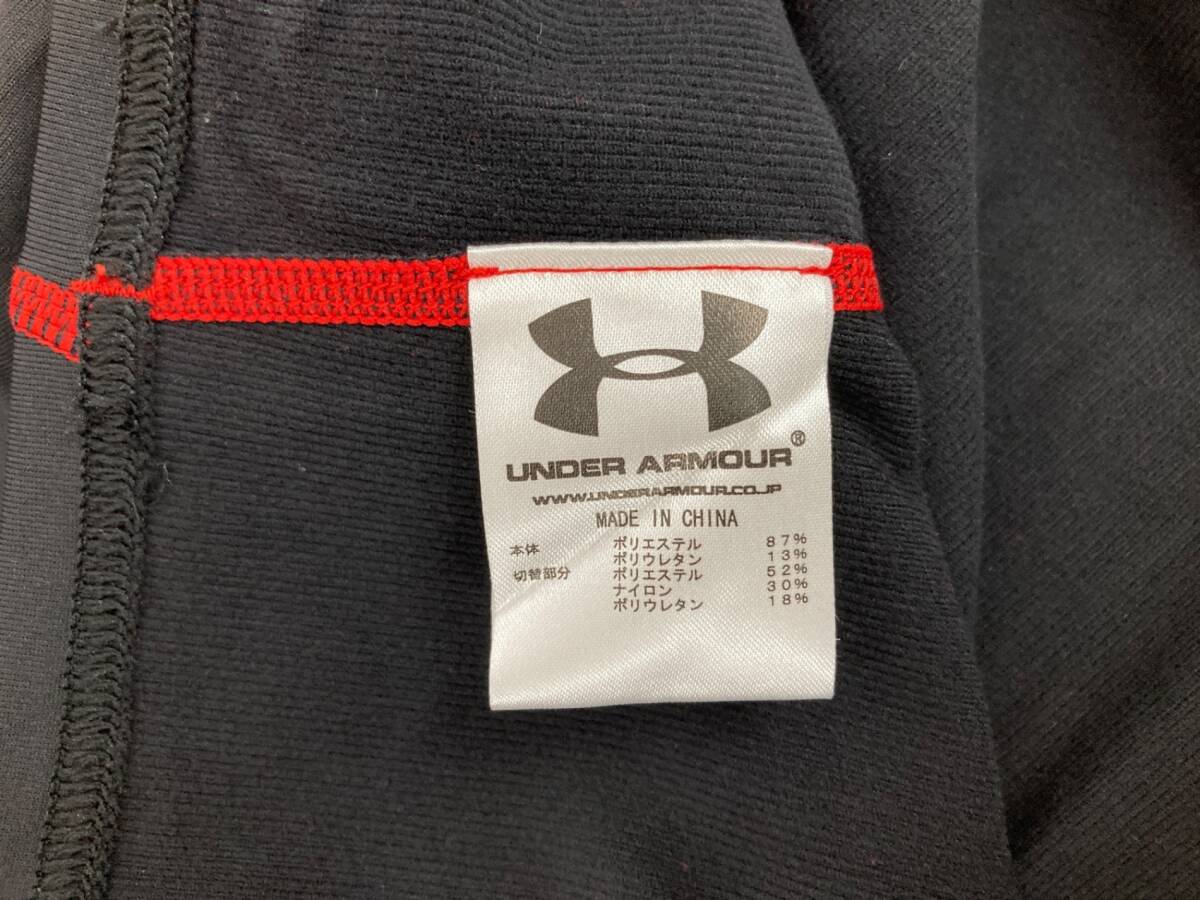 ®
UNDER ARMOUR
WWW.UNDERARMOUR.CO.JP
MADE IN CHINA
本体 ポリエステル 87%
ポリウレタン 13%
切替部分 ポリエステル 52%
ナイロン 30%
ポリウレタン 18%